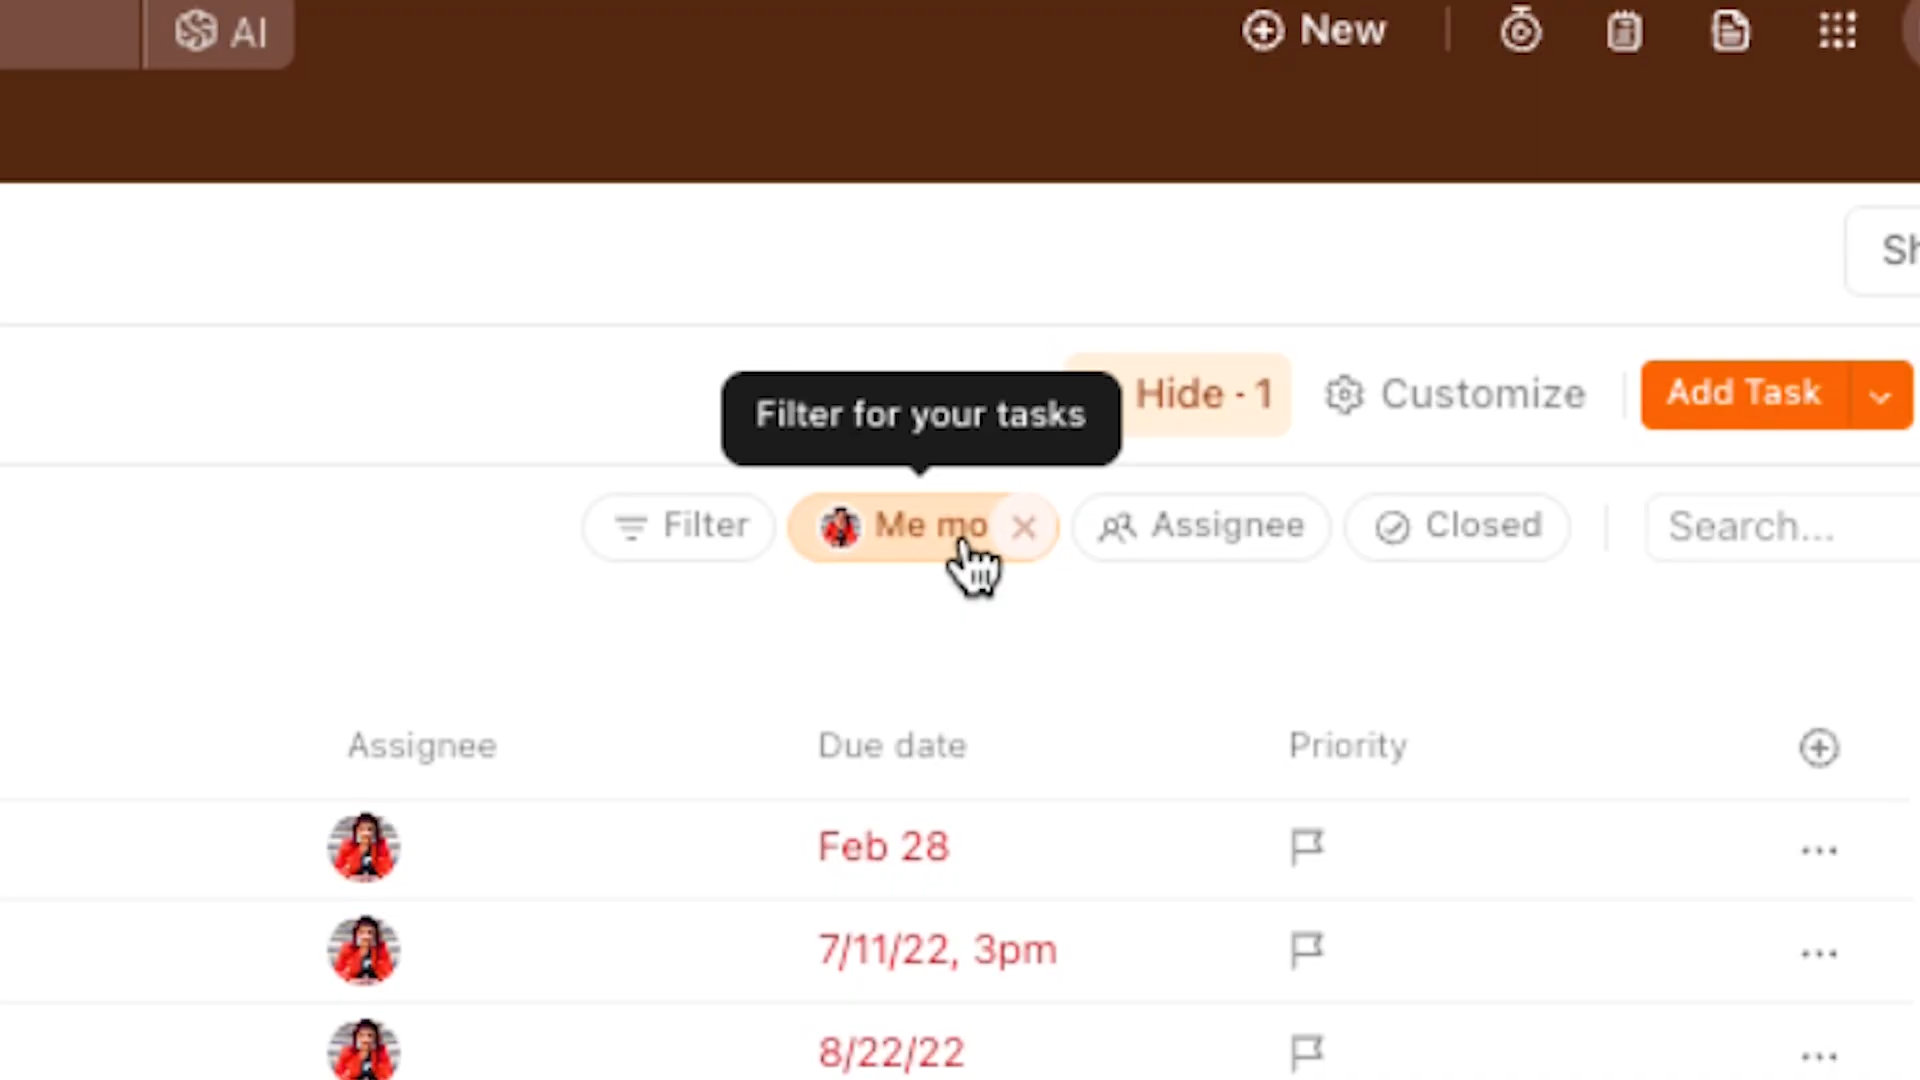 AI
New
Sh
Filter for your tasks
Hide · 1
Customize
Add Task
Filter
Me mo
Assignee
Closed
Search...
Assignee
Due date
Priority
Feb 28
7/11/22, 3pm
8/22/22